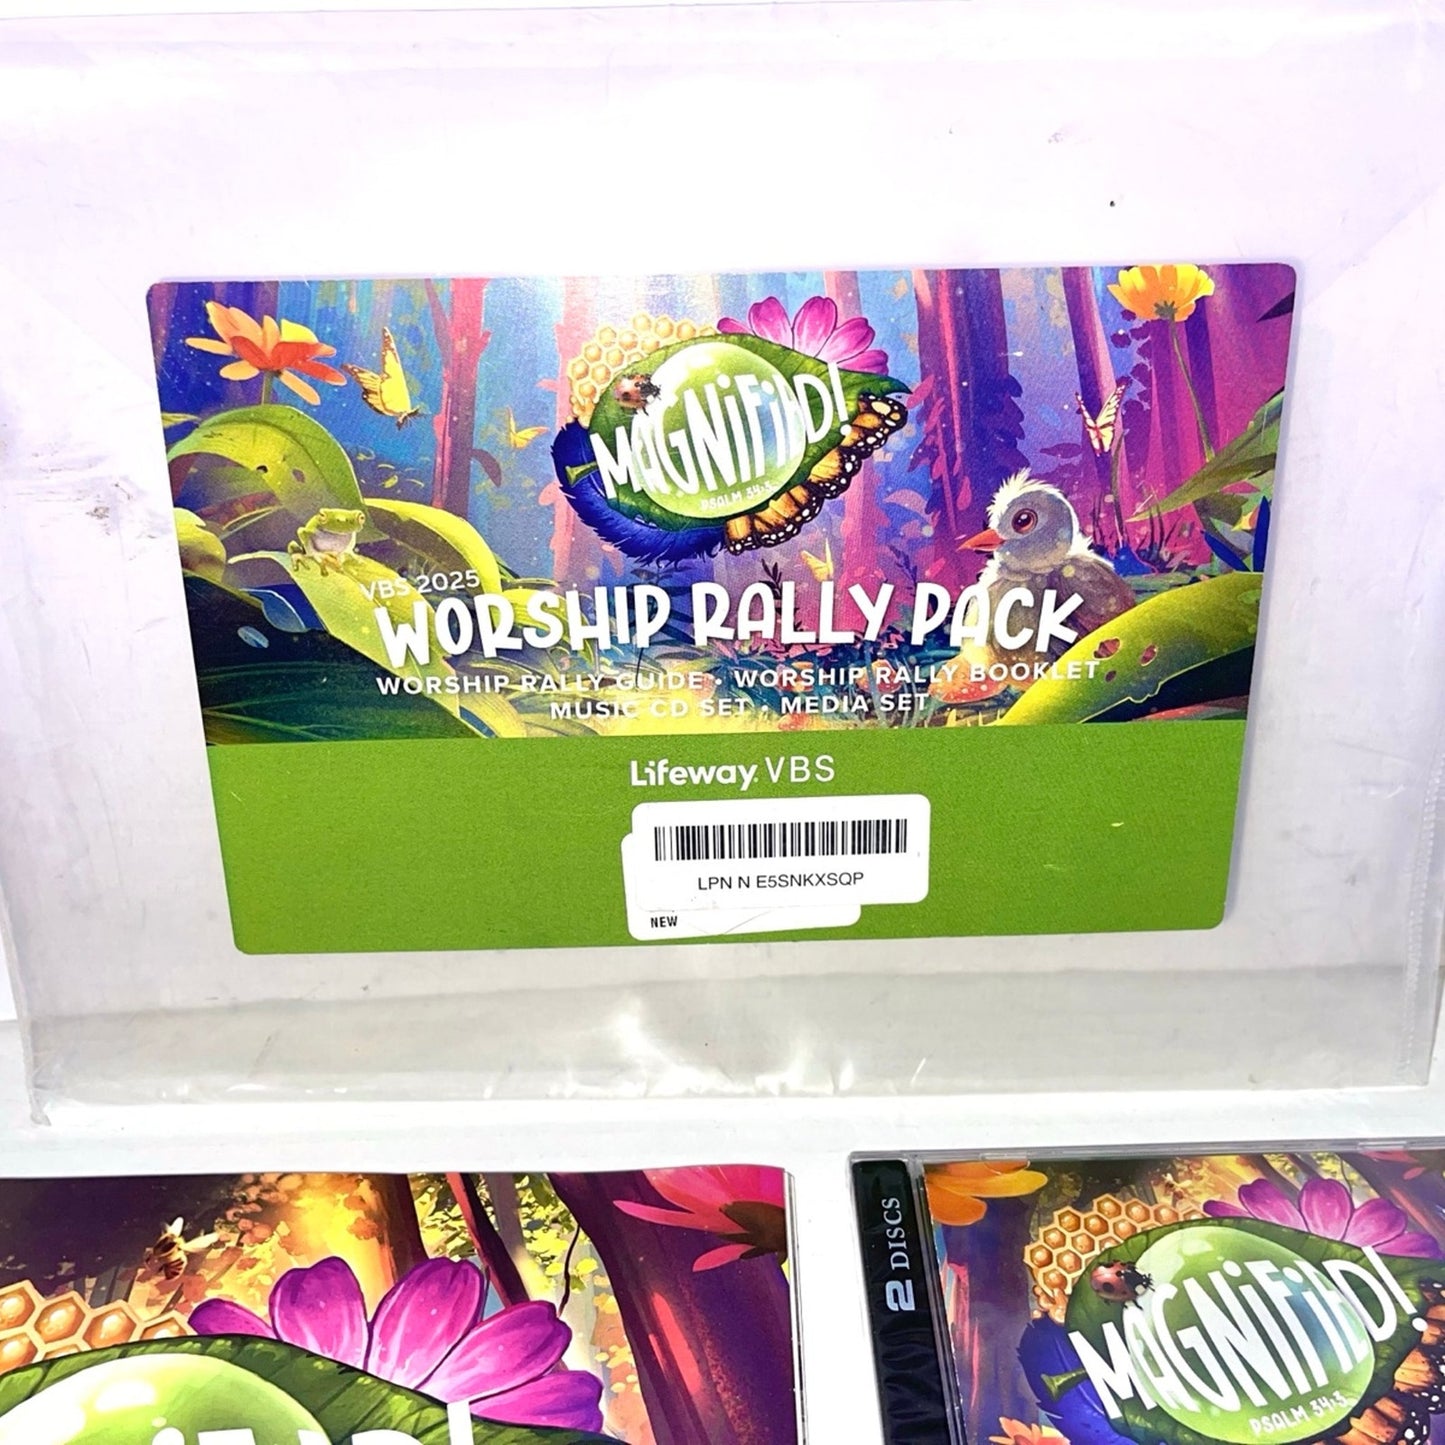 MAGNiFiED!
PSALM 34:3
VBS 2025
WORSHIP RALLY PACK
WORSHIP RALLY GUIDE • WORSHIP RALLY BOOKLET
MUSIC CD SET • MEDIA SET
Lifeway. VBS
LPN N E5SNKXSQP
NEW
2 DISCS
MAGNiFiED!
PSALM 34:3